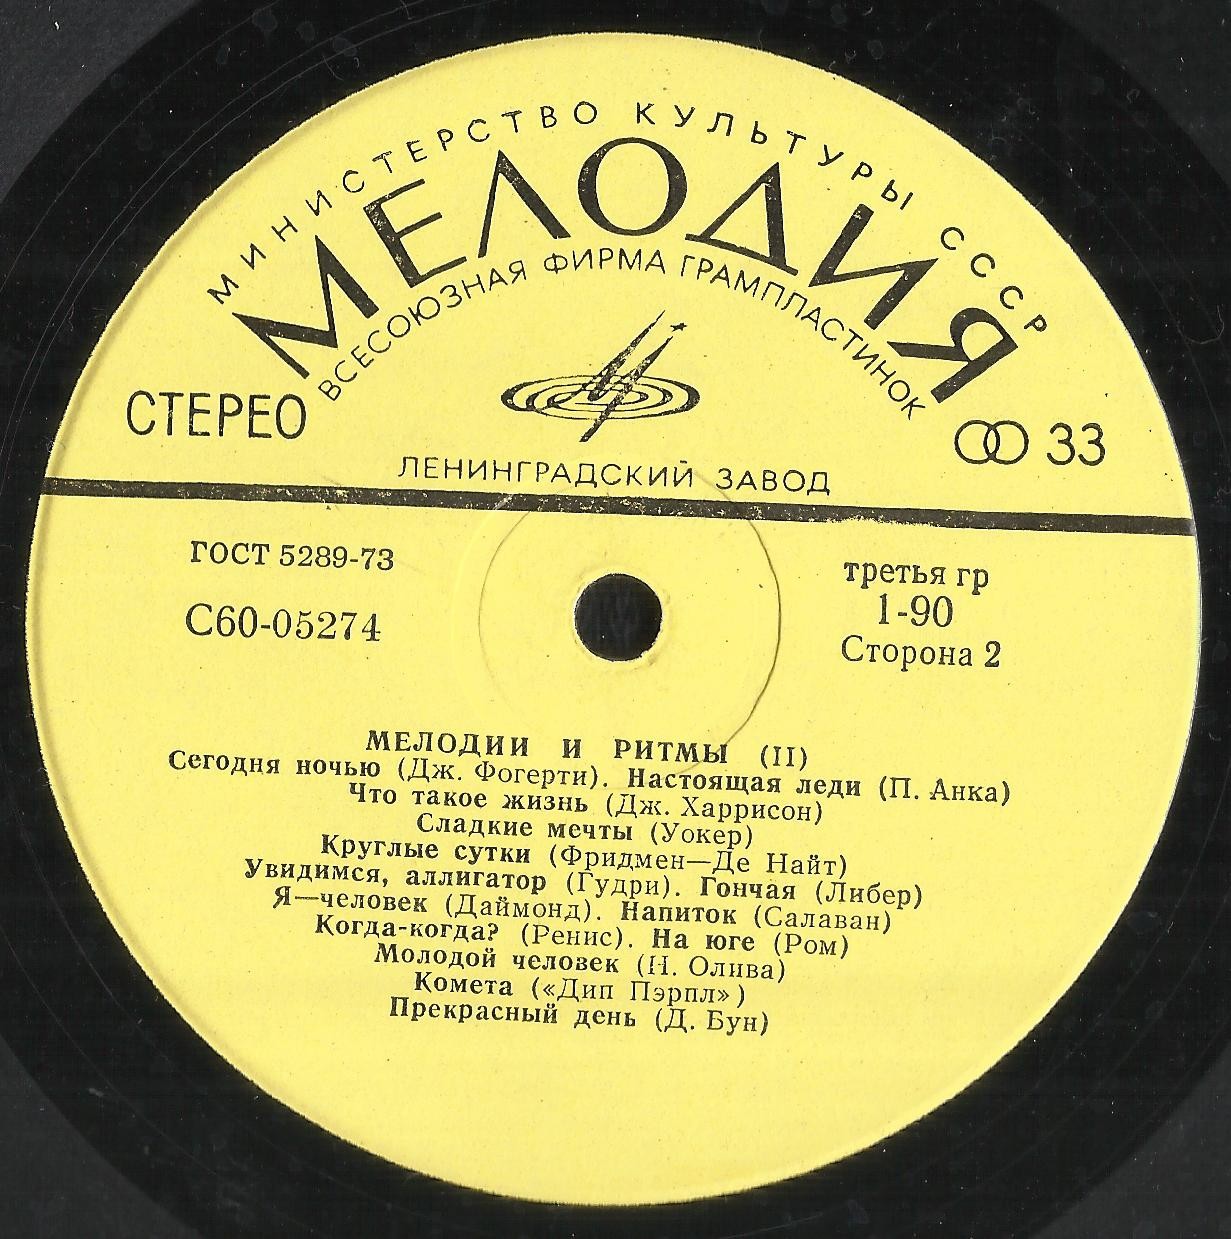 МИНИСТЕРСТВО КУЛЬТУРЫ СССР
МЕЛОДИЯ
ВСЕСОЮЗНАЯ ФИРМА ГРАМПЛАСТИНОК
СТЕРЕО
33
ЛЕНИНГРАДСКИЙ ЗАВОД
ГОСТ 5289-73
С60-05274
третья гр
1-90
Сторона 2
МЕЛОДИИ И РИТМЫ (II)
Сегодня ночью (Дж. Фогерти). Настоящая леди (П. Анка)
Что такое жизнь (Дж. Харрисон)
Сладкие мечты (Уокер)
Круглые сутки (Фридмен—Де Найт)
Увидимся, аллигатор (Гудри). Гончая (Либер)
Я—человек (Даймонд). Напиток (Салаван)
Когда-когда? (Ренис). На юге (Ром)
Молодой человек (Н. Олива)
Комета («Дип Пэрпл»)
Прекрасный день (Д. Бун)